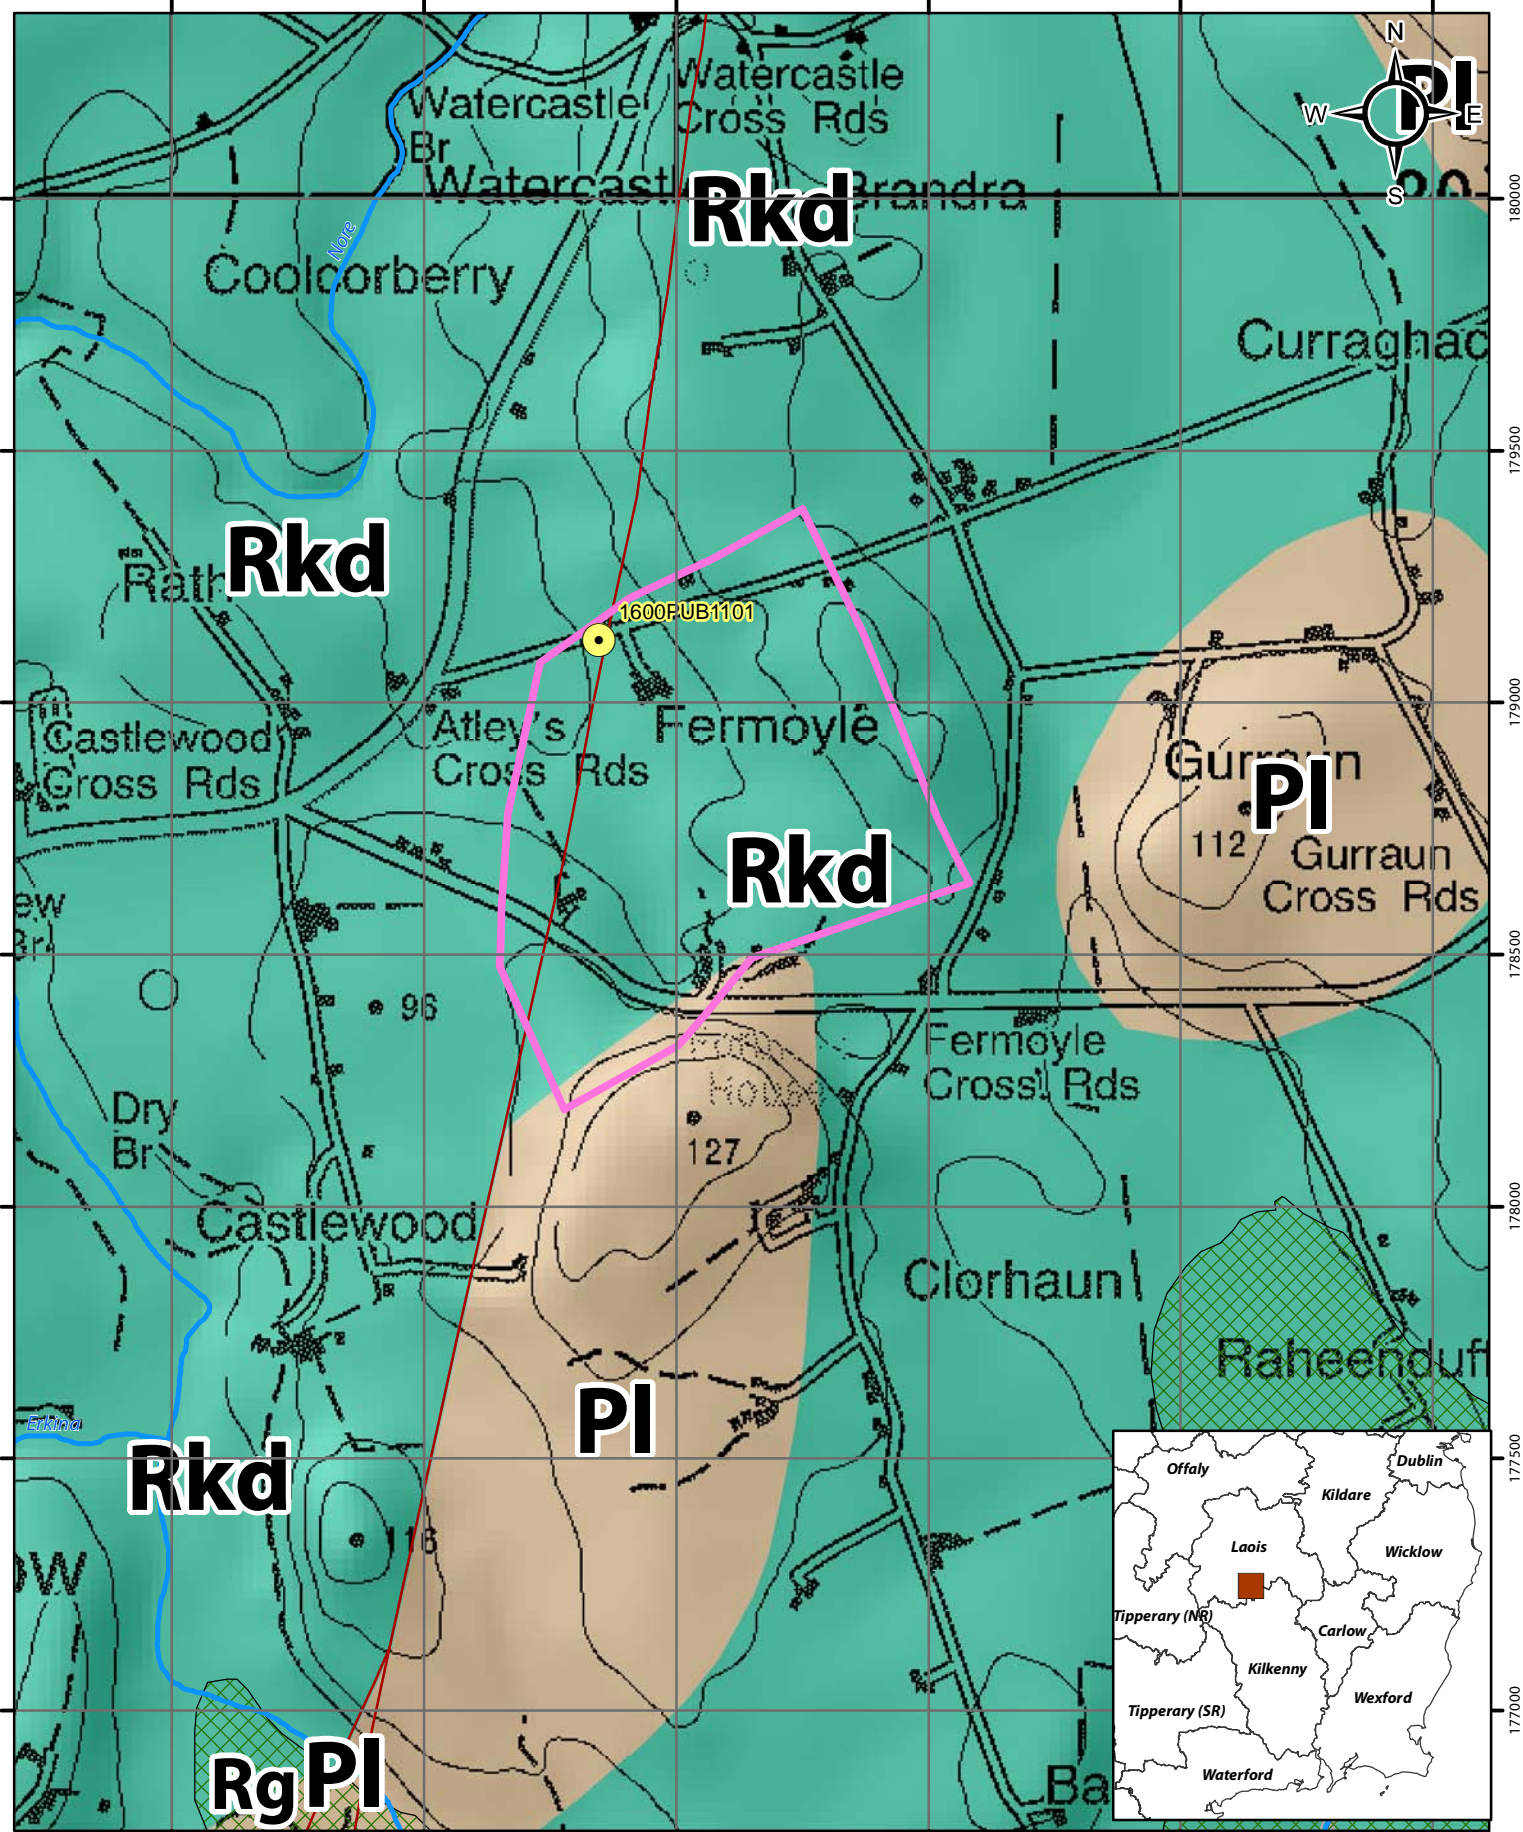 N
W
E
S
Pl
Watercastle
Cross Rds
Watercastle
Br
Rkd
Brandra
180000
Nore
Coolcorberry
Curraghac
179500
Rkd
Rath
1600PUB1101
179000
Atley's
Cross Rds
Fermoyle
Castlewood
Cross Rds
Gurraun
Pl
112
Gurraun
Cross Rds
Rkd
ew
Br
178500
96
Fermoyle
Cross Rds
House
Dry
Br
127
178000
Castlewood
Clorhaun
Raheenduff
Pl
Erkina
Rkd
177500
116
W
Offaly
Dublin
Kildare
Laois
Wicklow
Tipperary (NR)
Carlow
Kilkenny
Wexford
Tipperary (SR)
Waterford
177000
Rg
Pl
Ba